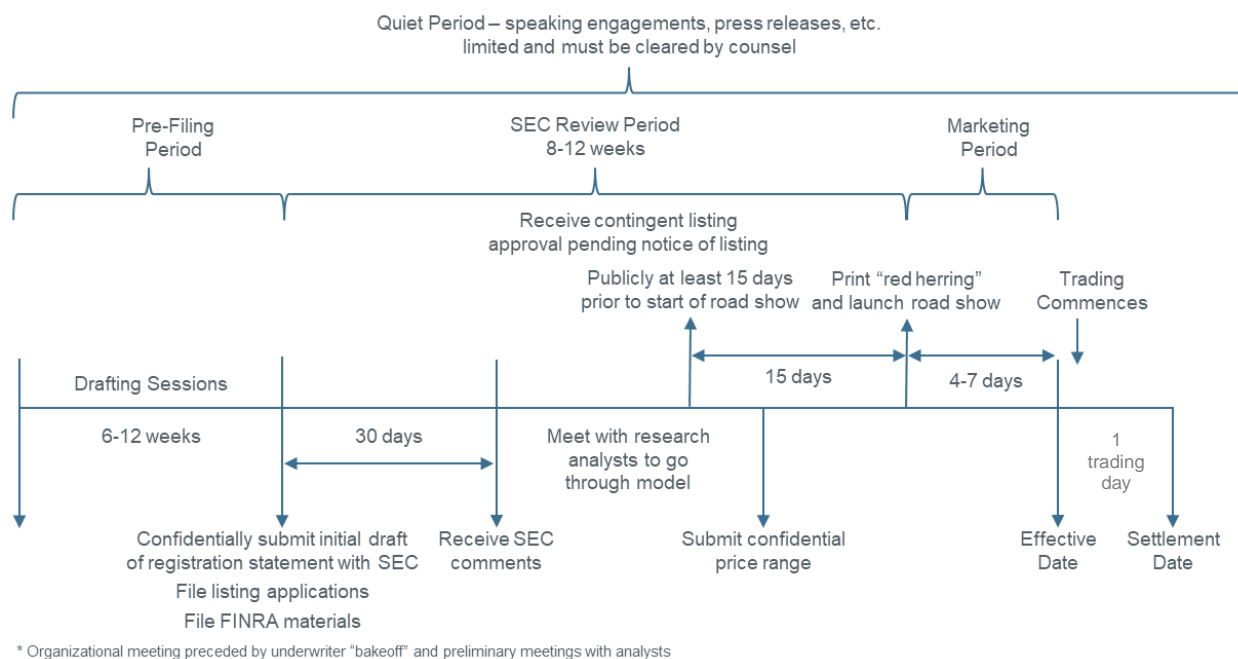 Quiet Period – speaking engagements, press releases, etc.
limited and must be cleared by counsel
Pre-Filing
Period
SEC Review Period
8-12 weeks
Marketing
Period
Receive contingent listing
approval pending notice of listing
Publicly at least 15 days
prior to start of road show
Print “red herring”
and launch road show
Trading
Commences
Drafting Sessions
15 days
4-7 days
6-12 weeks
30 days
Meet with research
analysts to go
through model
1
trading
day
Confidentially submit initial draft
of registration statement with SEC
File listing applications
File FINRA materials
Receive SEC
comments
Submit confidential
price range
Effective
Date
Settlement
Date
* Organizational meeting preceded by underwriter “bakeoff” and preliminary meetings with analysts